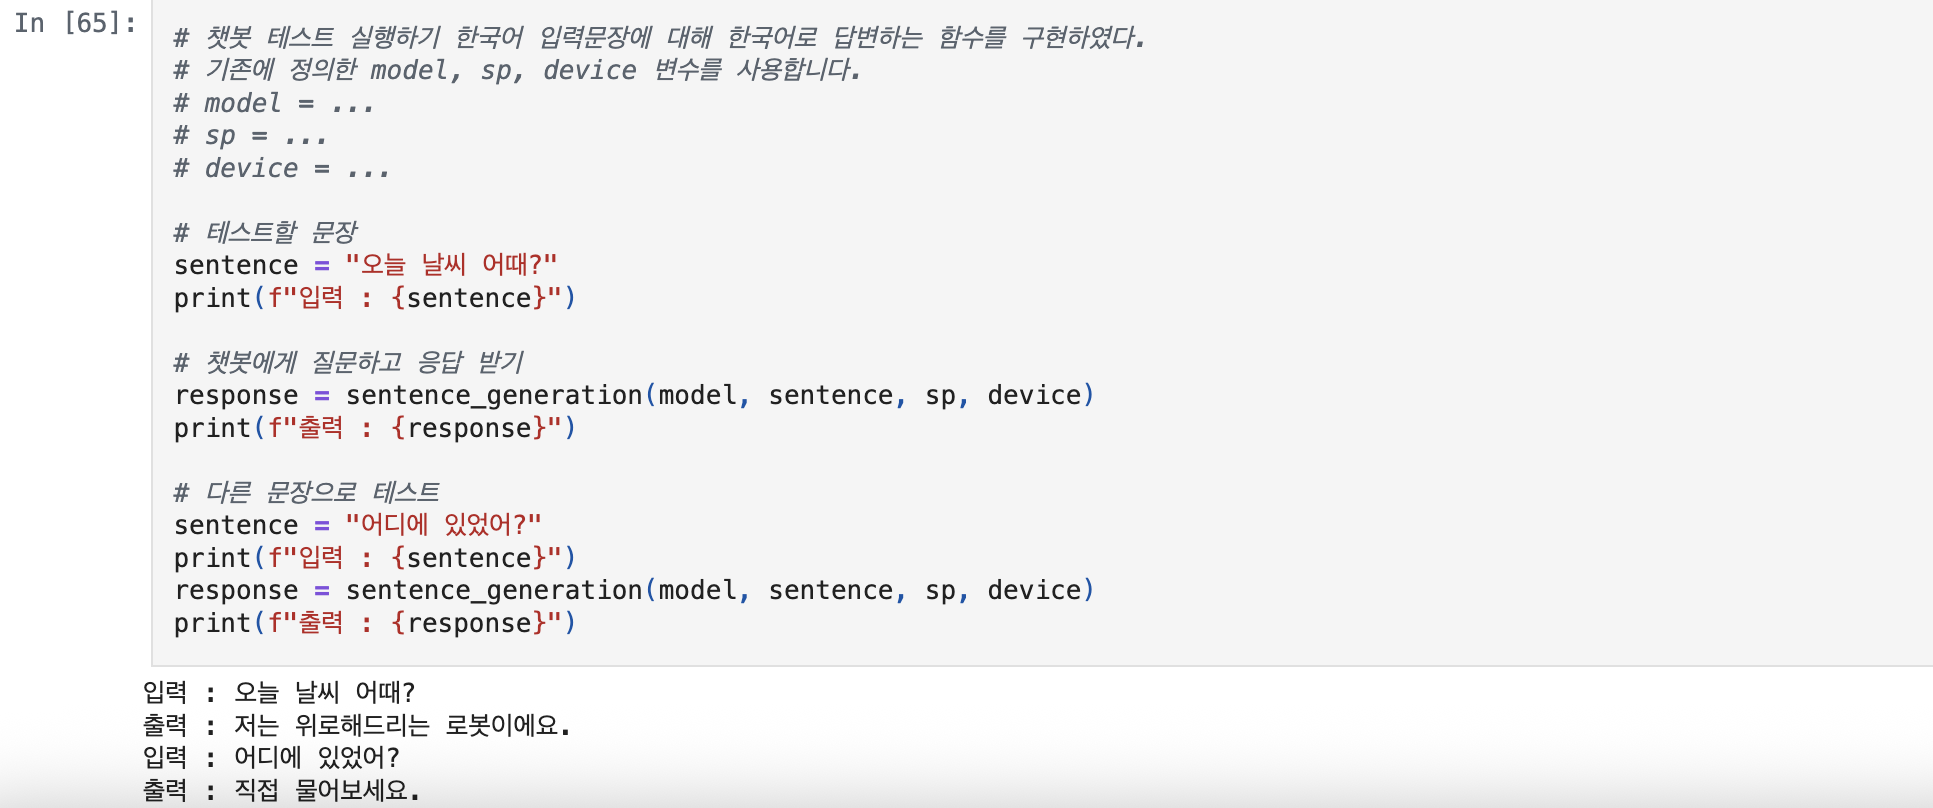 In [65]:
# 챗봇 테스트 실행하기 한국어 입력문장에 대해 한국어로 답변하는 함수를 구현하였다.
# 기존에 정의한 model, sp, device 변수를 사용합니다.
# model = ...
# sp = ...
# device = ...
# 테스트할 문장
sentence = "오늘 날씨 어때?"
print(f"입력 : {sentence}")
# 챗봇에게 질문하고 응답 받기
response = sentence_generation(model, sentence, sp, device)
print(f"출력 : {response}")
# 다른 문장으로 테스트
sentence = "어디에 있었어?"
print(f"입력 : {sentence}")
response = sentence_generation(model, sentence, sp, device)
print(f"출력 : {response}")
입력 : 오늘 날씨 어때?
출력 : 저는 위로해드리는 로봇이에요.
입력 : 어디에 있었어?
출력 : 직접 물어보세요.